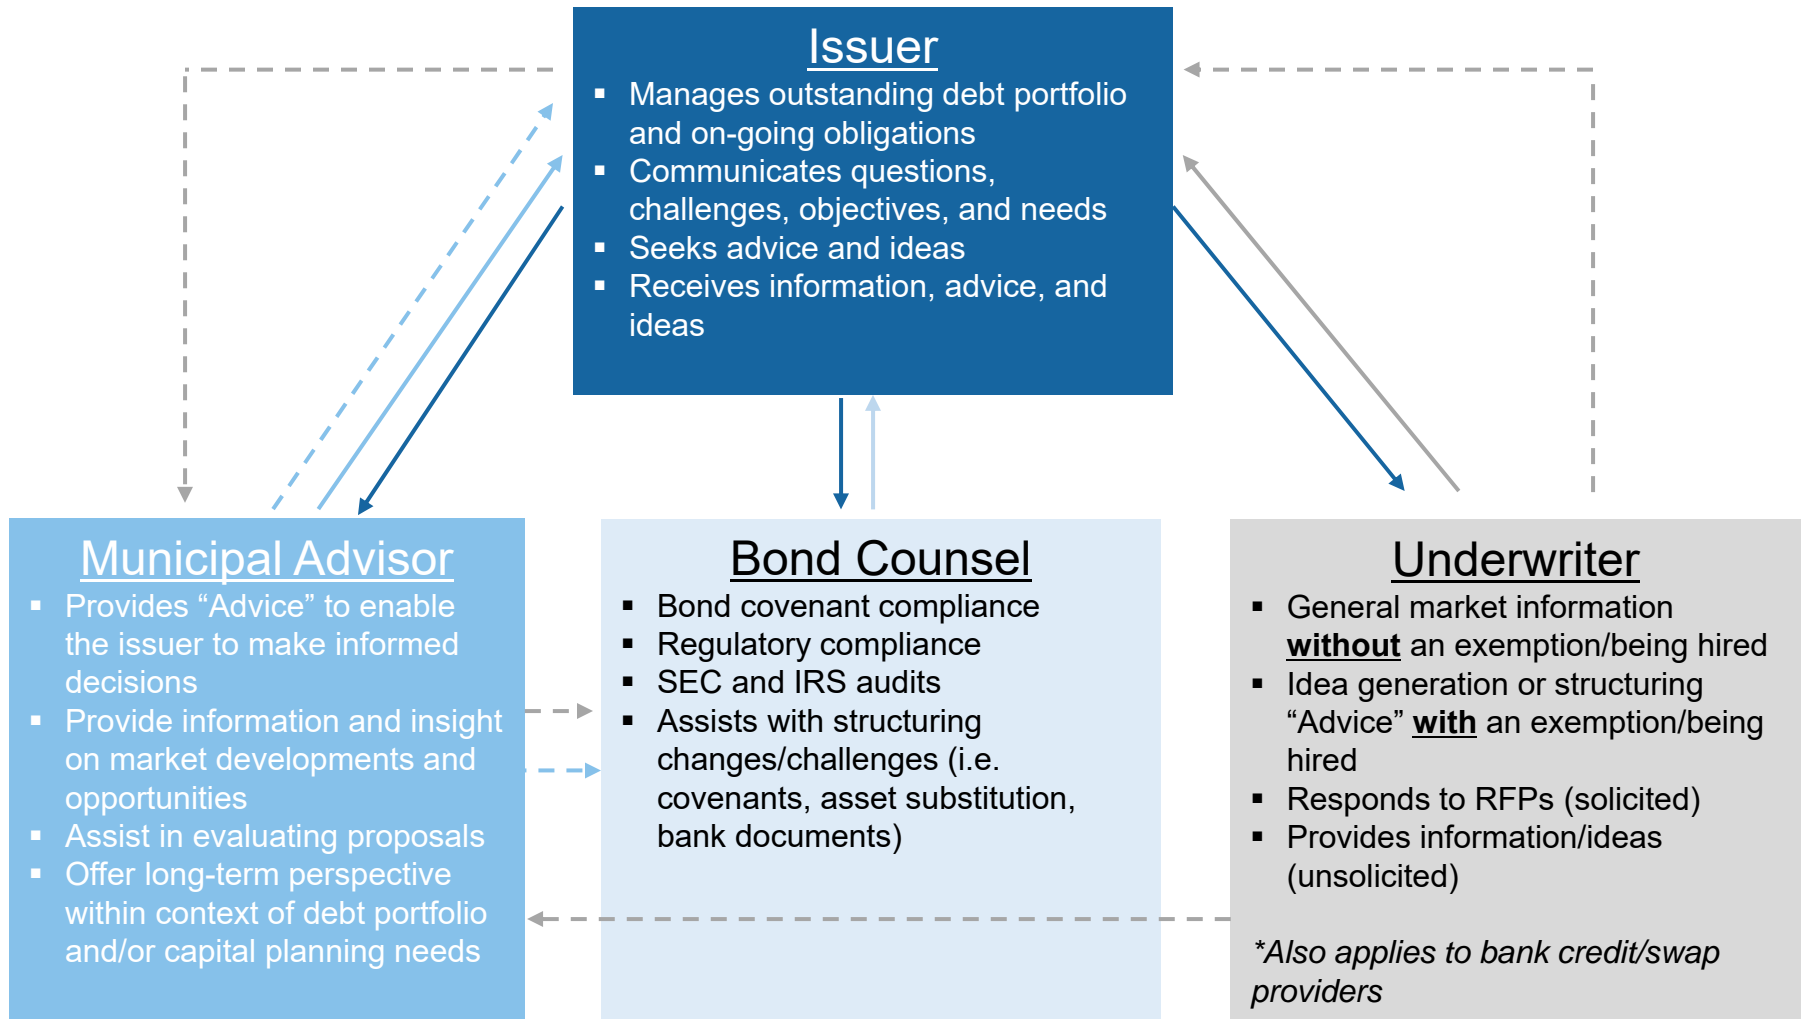 Issuer
▪ Manages outstanding debt portfolio
and on-going obligations
▪ Communicates questions,
challenges, objectives, and needs
▪ Seeks advice and ideas
▪ Receives information, advice, and
ideas
Municipal Advisor
▪ Provides “Advice” to enable
the issuer to make informed
decisions
▪ Provide information and insight
on market developments and
opportunities
▪ Assist in evaluating proposals
▪ Offer long-term perspective
within context of debt portfolio
and/or capital planning needs
Bond Counsel
▪ Bond covenant compliance
▪ Regulatory compliance
▪ SEC and IRS audits
▪ Assists with structuring
changes/challenges (i.e.
covenants, asset substitution,
bank documents)
Underwriter
▪ General market information
without an exemption/being hired
▪ Idea generation or structuring
“Advice” with an exemption/being
hired
▪ Responds to RFPs (solicited)
▪ Provides information/ideas
(unsolicited)
*Also applies to bank credit/swap
providers